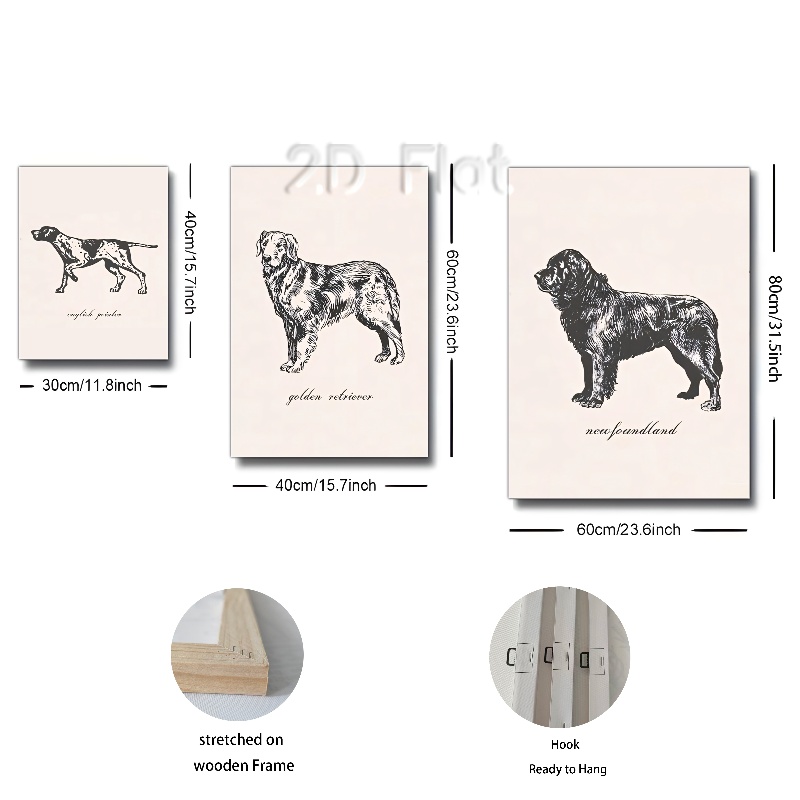 2D Flat
40cm/15.7inch
30cm/11.8inch
english pointer
60cm/23.6inch
40cm/15.7inch
golden retriever
80cm/31.5inch
60cm/23.6inch
newfoundland
stretched on
wooden Frame
Hook
Ready to Hang